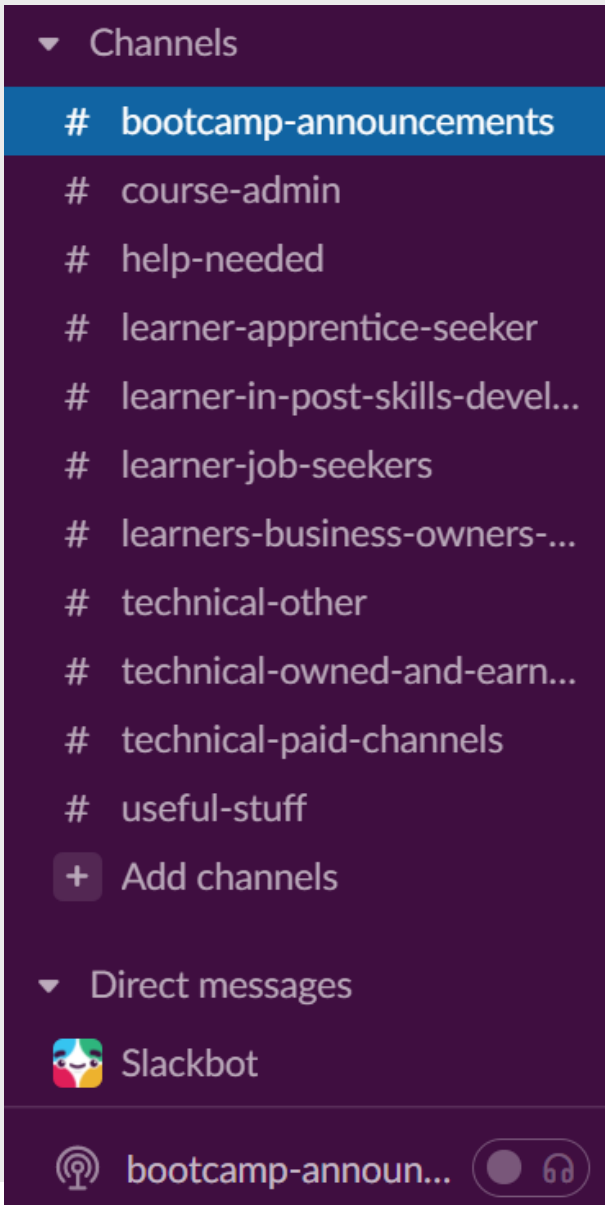 Channels
# bootcamp-announcements
# course-admin
# help-needed
# learner-apprentice-seeker
# learner-in-post-skills-devel...
# learner-job-seekers
# learners-business-owners-...
# technical-other
# technical-owned-and-earn...
# technical-paid-channels
# useful-stuff
+ Add channels
Direct messages
Slackbot
bootcamp-announ...